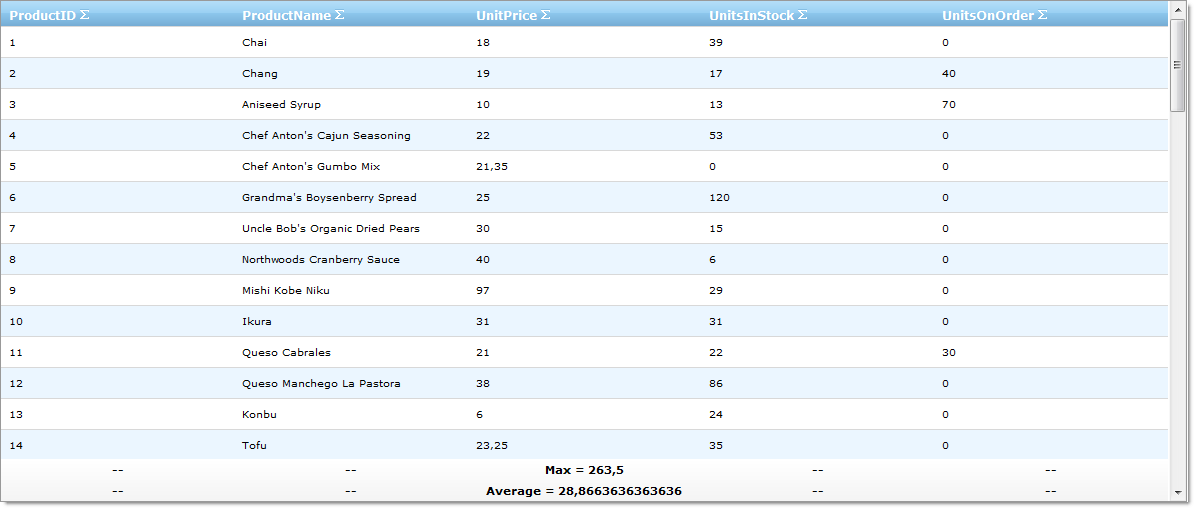 ProductID Σ ProductName Σ UnitPrice Σ UnitsInStock Σ UnitsOnOrder Σ
1 Chai 18 39 0
2 Chang 19 17 40
3 Aniseed Syrup 10 13 70
4 Chef Anton's Cajun Seasoning 22 53 0
5 Chef Anton's Gumbo Mix 21,35 0 0
6 Grandma's Boysenberry Spread 25 120 0
7 Uncle Bob's Organic Dried Pears 30 15 0
8 Northwoods Cranberry Sauce 40 6 0
9 Mishi Kobe Niku 97 29 0
10 Ikura 31 31 0
11 Queso Cabrales 21 22 30
12 Queso Manchego La Pastora 38 86 0
13 Konbu 6 24 0
14 Tofu 23,25 35 0
-- -- Max = 263,5 -- --
-- -- Average = 28,8663636363636 -- --